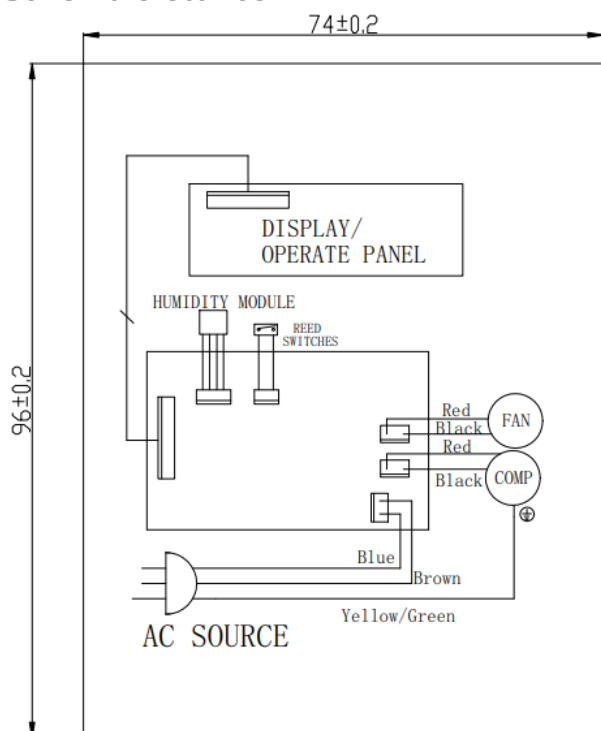 74±0.2
96±0.2
DISPLAY/
OPERATE PANEL
HUMIDITY MODULE
REED
SWITCHES
Red
Black
FAN
Red
Black
COMP
Blue
Brown
Yellow/Green
AC SOURCE